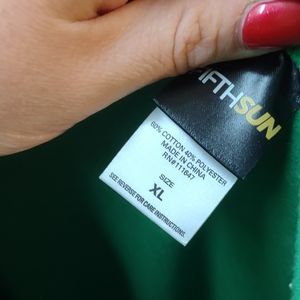 FIFTHSUN
60% COTTON 40% POLYESTER
MADE IN CHINA
RN#111647
SIZE
XL
SEE REVERSE FOR CARE INSTRUCTIONS.